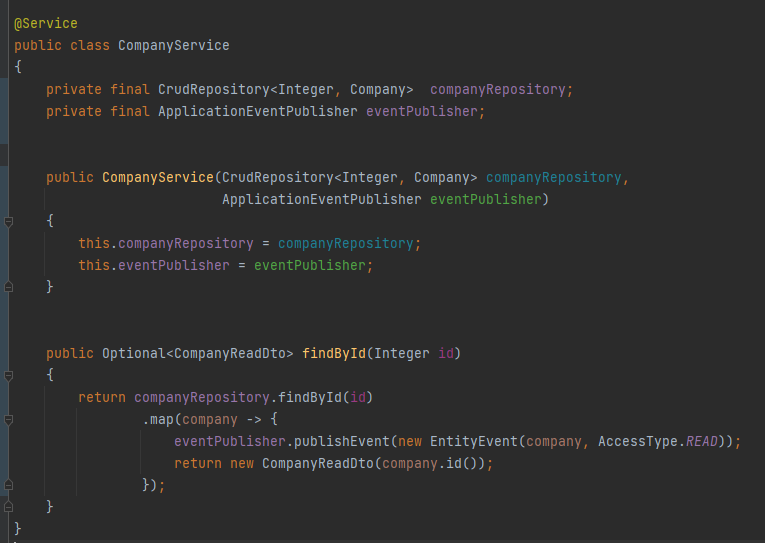 @Service
public class CompanyService
{
    private final CrudRepository<Integer, Company>  companyRepository;
    private final ApplicationEventPublisher eventPublisher;
    public CompanyService(CrudRepository<Integer, Company> companyRepository,
                          ApplicationEventPublisher eventPublisher)
    {
        this.companyRepository = companyRepository;
        this.eventPublisher = eventPublisher;
    }
    public Optional<CompanyReadDto> findById(Integer id)
    {
        return companyRepository.findById(id)
                .map(company -> {
                    eventPublisher.publishEvent(new EntityEvent(company, AccessType.READ));
                    return new CompanyReadDto(company.id());
                });
    }
}